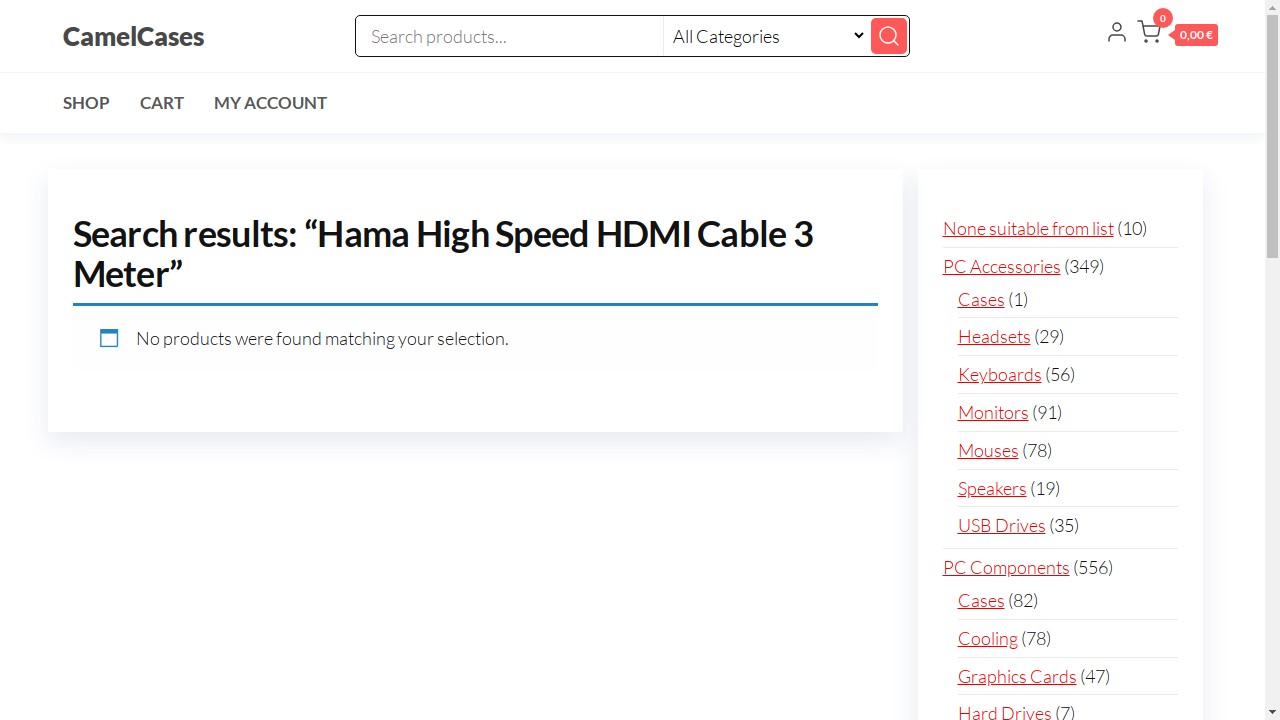 CamelCases
Search products...
All Categories
0
0,00 €
SHOP
CART
MY ACCOUNT
Search results: “Hama High Speed HDMI Cable 3
Meter”
No products were found matching your selection.
None suitable from list (10)
PC Accessories (349)
Cases (1)
Headsets (29)
Keyboards (56)
Monitors (91)
Mouses (78)
Speakers (19)
USB Drives (35)
PC Components (556)
Cases (82)
Cooling (78)
Graphics Cards (47)
Hard Drives (7)